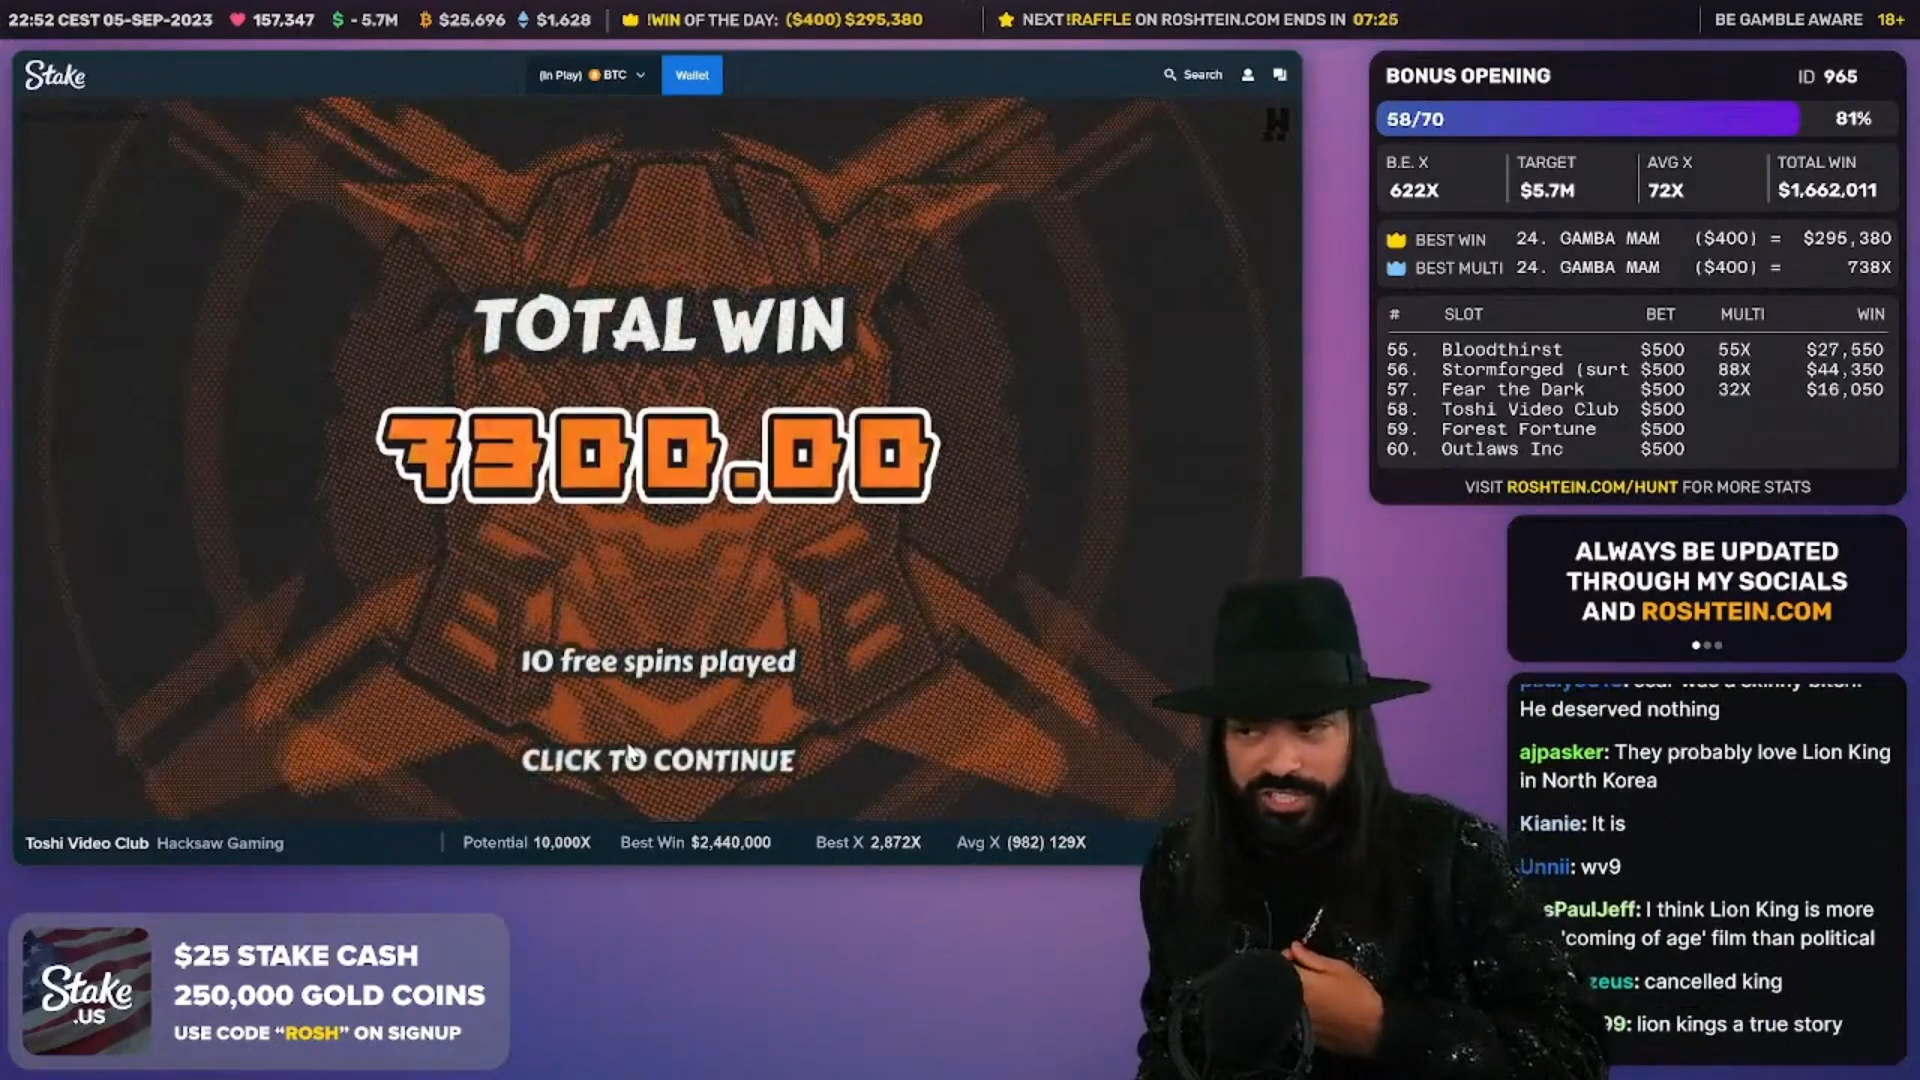 22:52 CEST 05-SEP-2023 157,347 $ - 5.7M $25,696 $1,628 !WIN OF THE DAY: ($400) $295,380 NEXT !RAFFLE ON ROSHTEIN.COM ENDS IN 07:25 BE GAMBLE AWARE 18+
Stake (In Play) BTC Wallet Search
TOTAL WIN
7300.00
10 free spins played
CLICK TO CONTINUE
Toshi Video Club Hacksaw Gaming Potential 10,000X Best Win $2,440,000 Best X 2,872X Avg X (982) 129X
Stake
.US
$25 STAKE CASH
250,000 GOLD COINS
USE CODE “ROSH” ON SIGNUP
BONUS OPENING ID 965
58/70 81%
B.E. X TARGET AVG X TOTAL WIN
622X $5.7M 72X $1,662,011
BEST WIN 24. GAMBA MAM ($400) = $295,380
BEST MULTI 24. GAMBA MAM ($400) = 738X
# SLOT BET MULTI WIN
55. Bloodthirst $500 55X $27,550
56. Stormforged (surt $500 88X $44,350
57. Fear the Dark $500 32X $16,050
58. Toshi Video Club $500
59. Forest Fortune $500
60. Outlaws Inc $500
VISIT ROSHTEIN.COM/HUNT FOR MORE STATS
ALWAYS BE UPDATED
THROUGH MY SOCIALS
AND ROSHTEIN.COM
He deserved nothing
ajpasker: They probably love Lion King
in North Korea
Kianie: It is
Unnii: wv9
sPaulJeff: I think Lion King is more
'coming of age' film than political
zeus: cancelled king
99: lion kings a true story